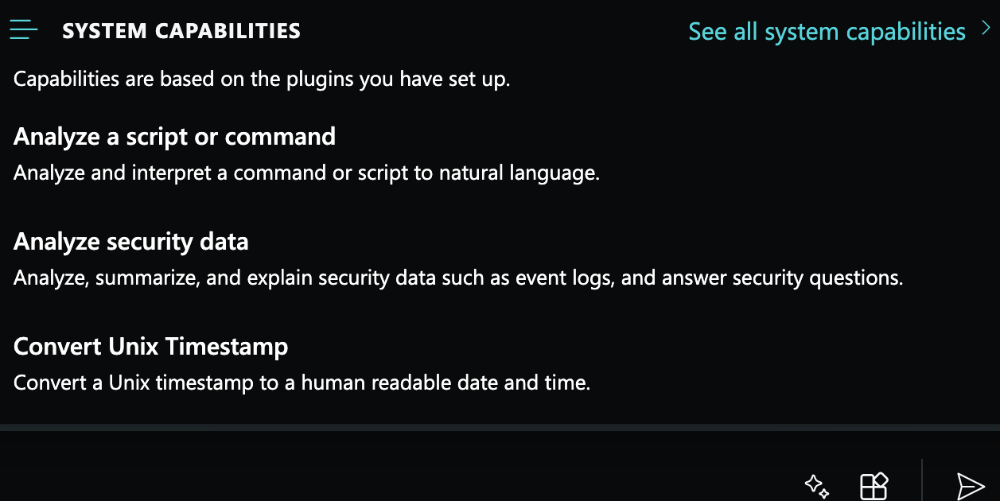 SYSTEM CAPABILITIES
See all system capabilities
Capabilities are based on the plugins you have set up.
Analyze a script or command
Analyze and interpret a command or script to natural language.
Analyze security data
Analyze, summarize, and explain security data such as event logs, and answer security questions.
Convert Unix Timestamp
Convert a Unix timestamp to a human readable date and time.